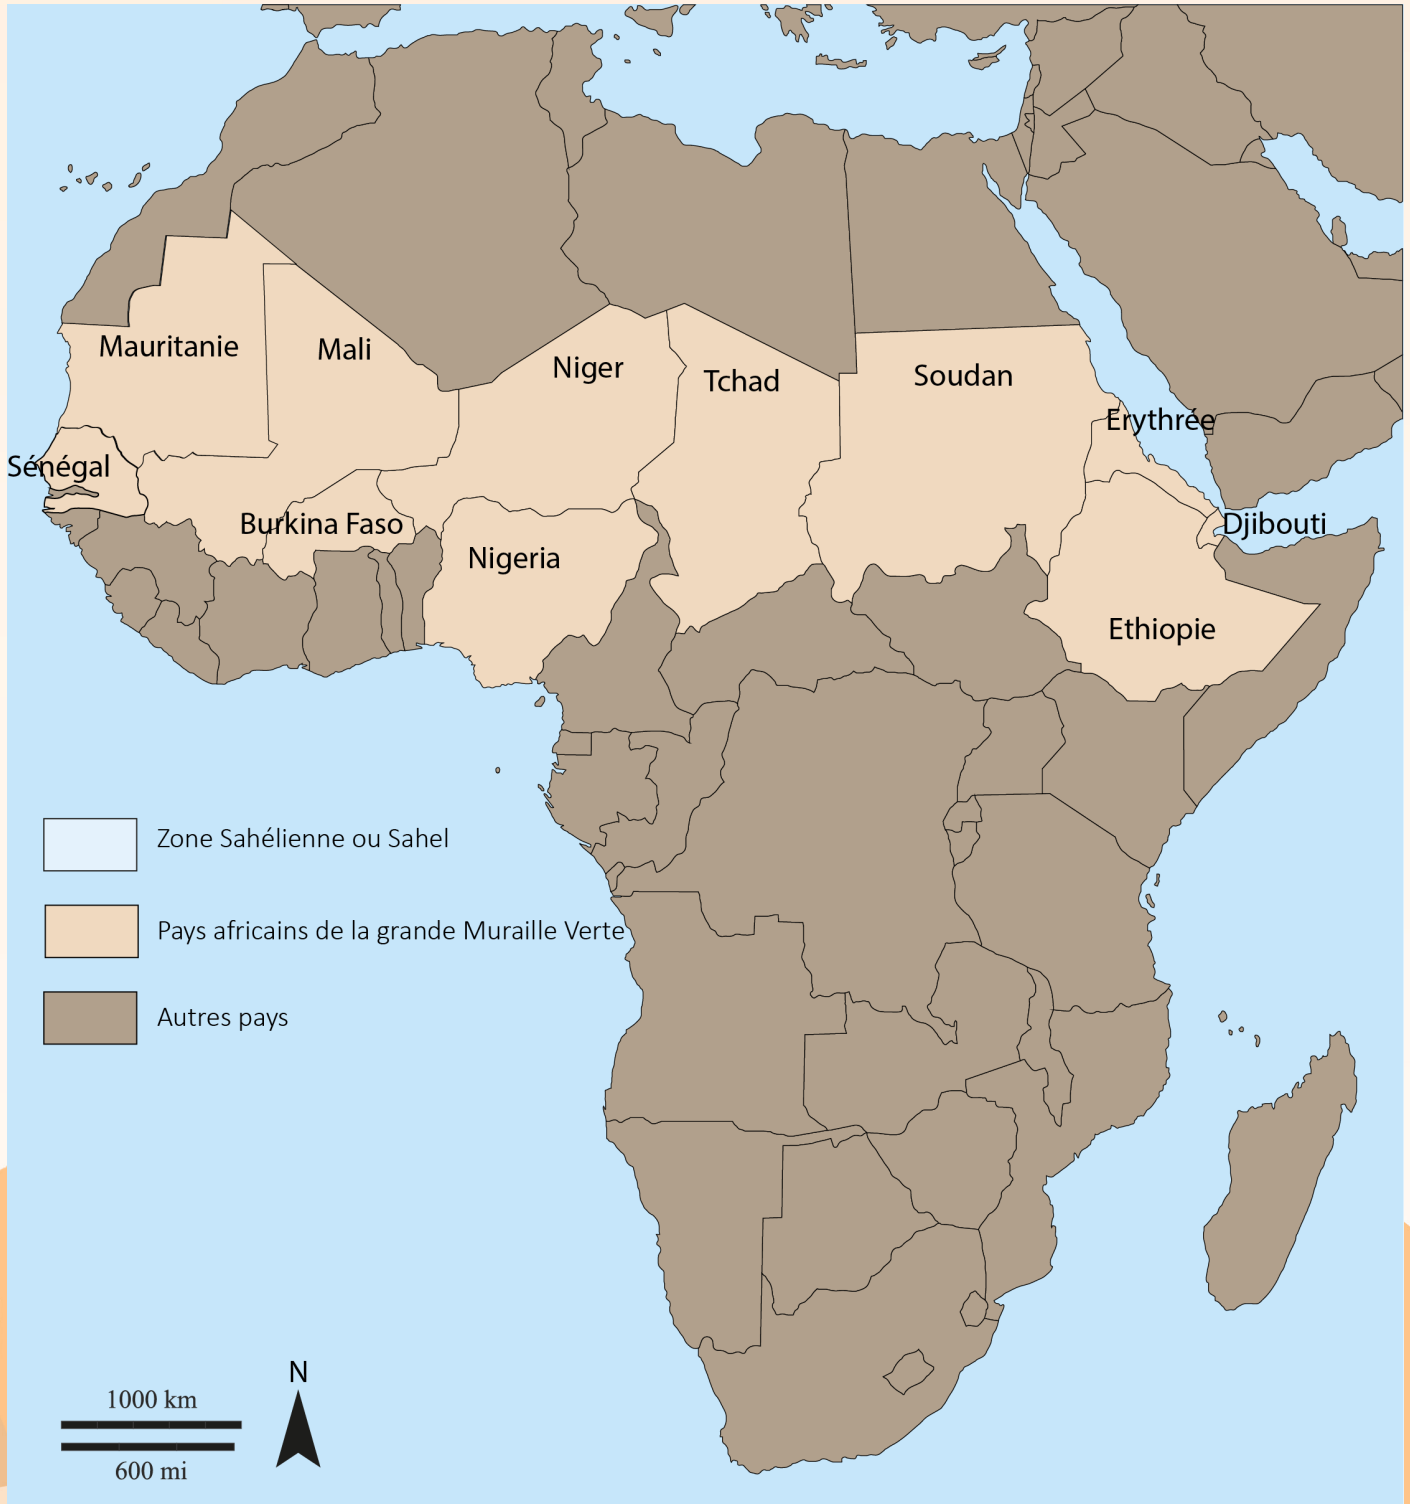 Mauritanie
Mali
Niger
Tchad
Soudan
Erythrée
Sénégal
Burkina Faso
Nigeria
Djibouti
Ethiopie
Zone Sahélienne ou Sahel
Pays africains de la grande Muraille Verte
Autres pays
N
1000 km
600 mi